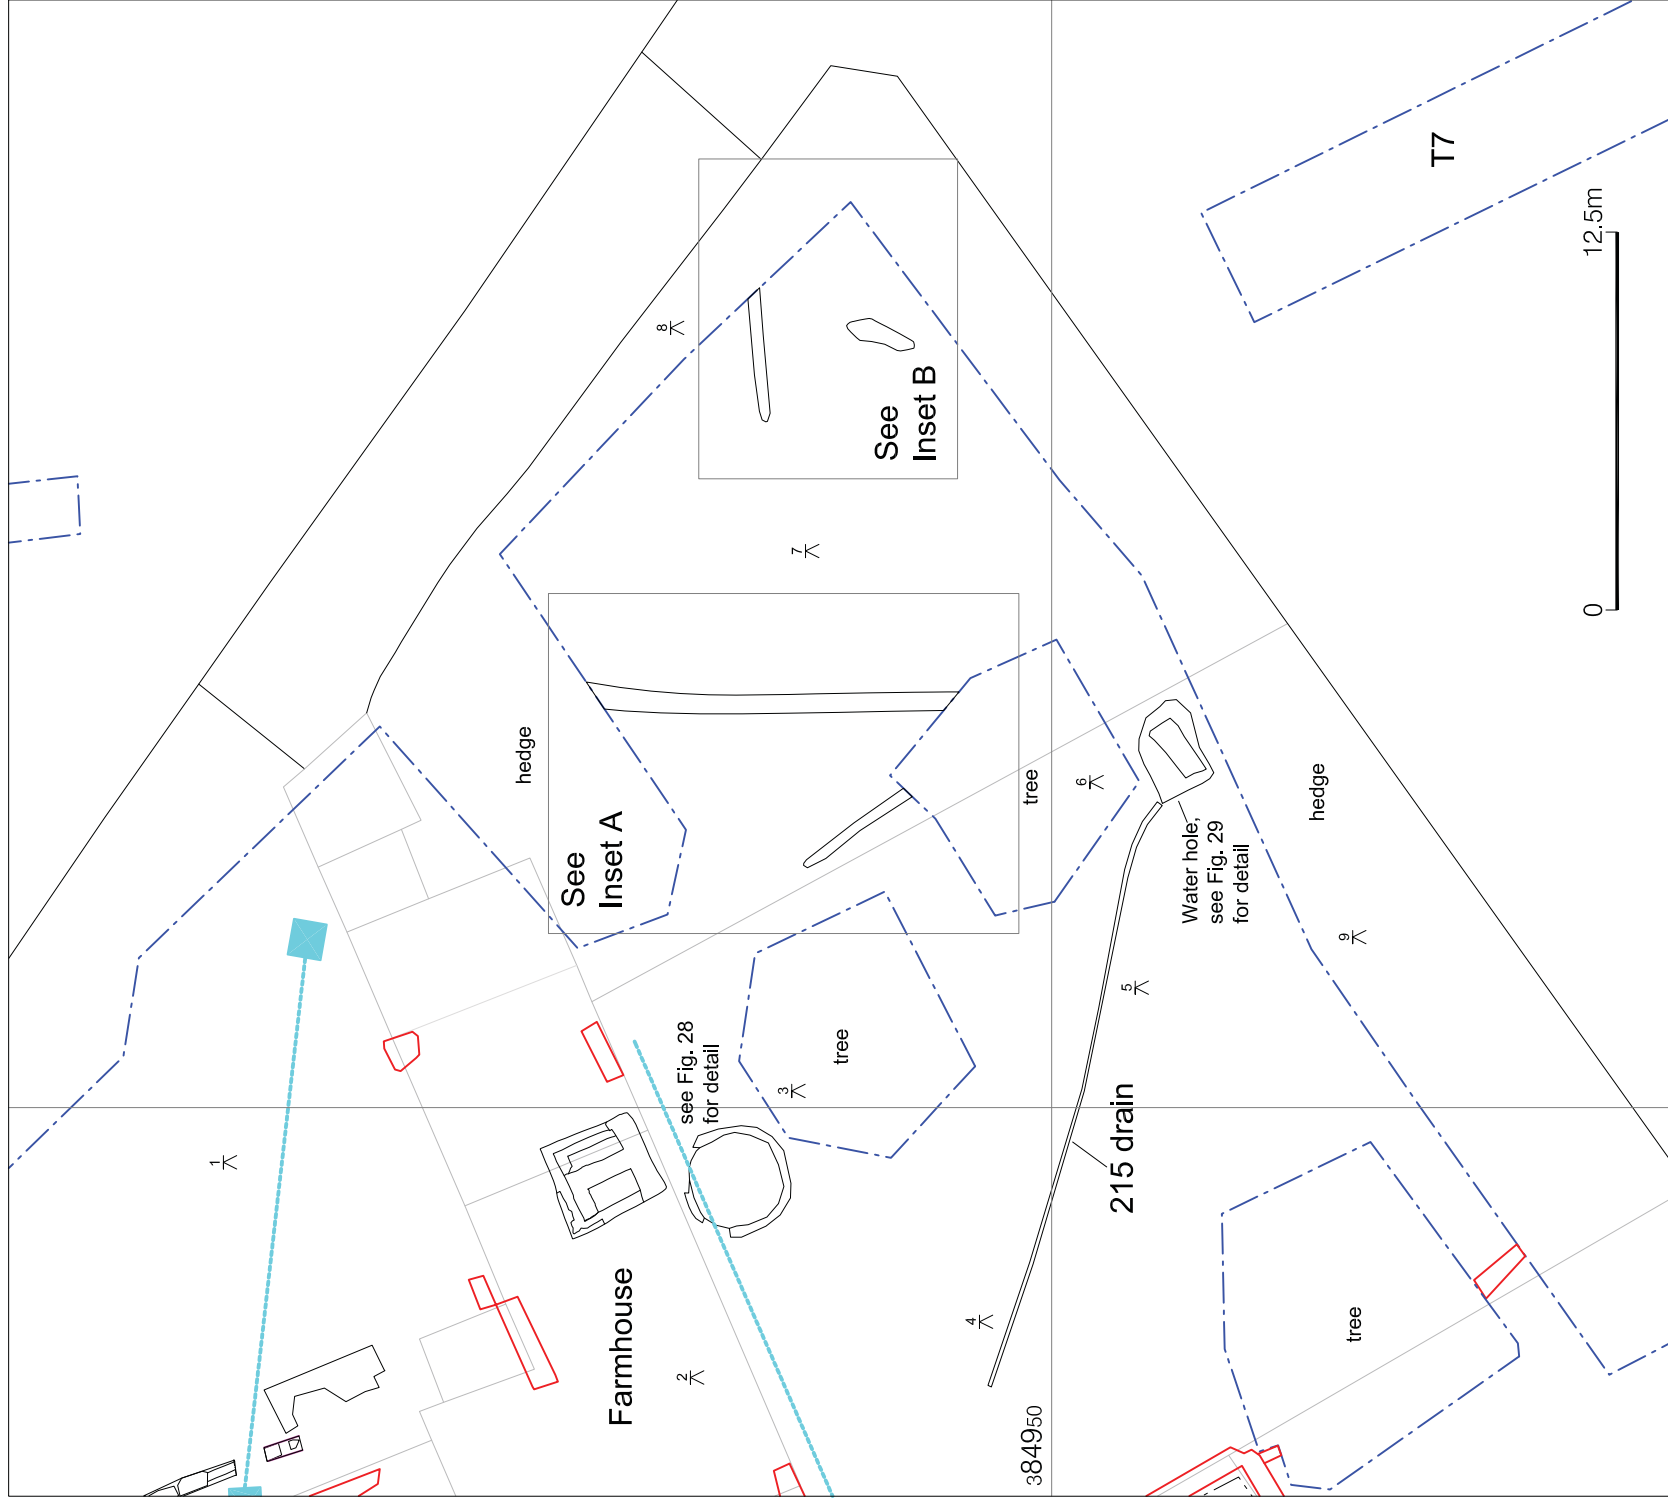 T7
12.5m
0
8
See
Inset B
7
hedge
See
Inset A
tree
6
Water hole,
see Fig. 29
for detail
hedge
9
5
see Fig. 28
for detail
tree
3
1
215 drain
Farmhouse
2
4
tree
384950